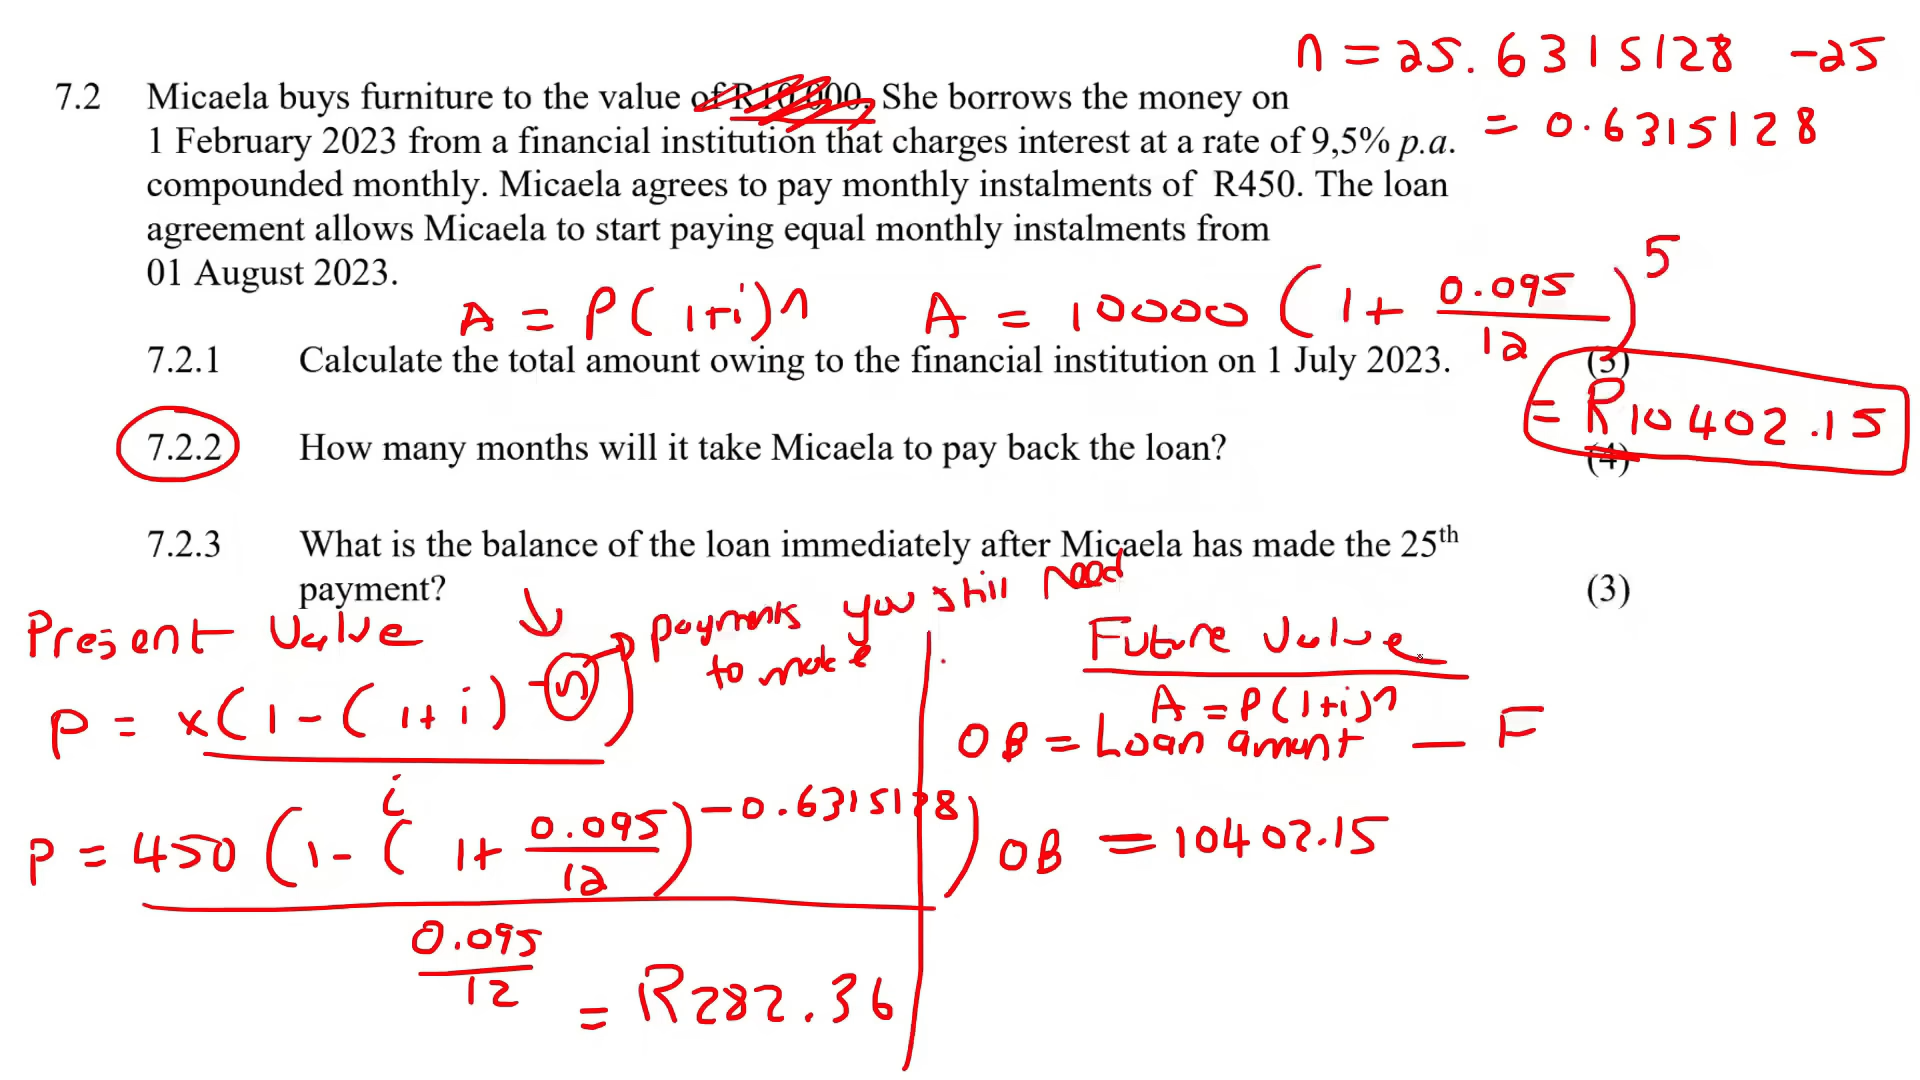 n = 25.6315128 -25
= 0.6315128
7.2 Micaela buys furniture to the value of R10 000. She borrows the money on
1 February 2023 from a financial institution that charges interest at a rate of 9,5% p.a.
compounded monthly. Micaela agrees to pay monthly instalments of R450. The loan
agreement allows Micaela to start paying equal monthly instalments from
01 August 2023.
A = P(1+i)n A = 10000 (1+ 0.095/12)^5
7.2.1 Calculate the total amount owing to the financial institution on 1 July 2023. (3)
= R10402.15
7.2.2 How many months will it take Micaela to pay back the loan? (4)
7.2.3 What is the balance of the loan immediately after Micaela has made the 25th
payment? (3)
Present Value
payments you still need
to make
P = x(1-(1+i)^-n)/i
P = 450 (1-(1+ 0.095/12)^-0.6315128)
0.095/12
= R282.36
Future Value
A = P(1+i)n
OB = Loan amount — F
OB = 10402.15